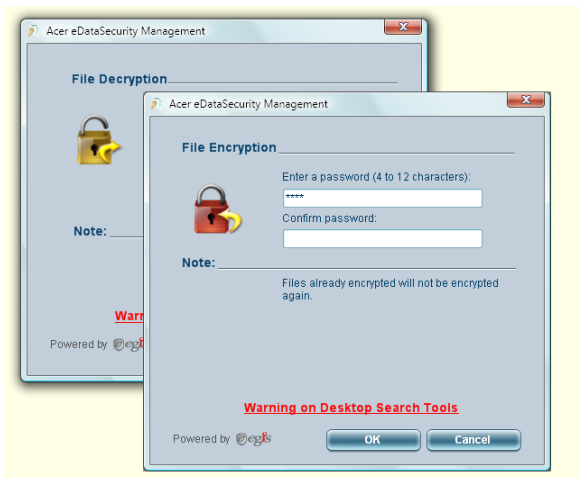 Acer eDataSecurity Management
File Decryption
Note:
Powered by egis
Acer eDataSecurity Management
File Encryption
Enter a password (4 to 12 characters):
****
Confirm password:
Note:
Files already encrypted will not be encrypted
again.
Warning on Desktop Search Tools
Powered by egis
OK
Cancel